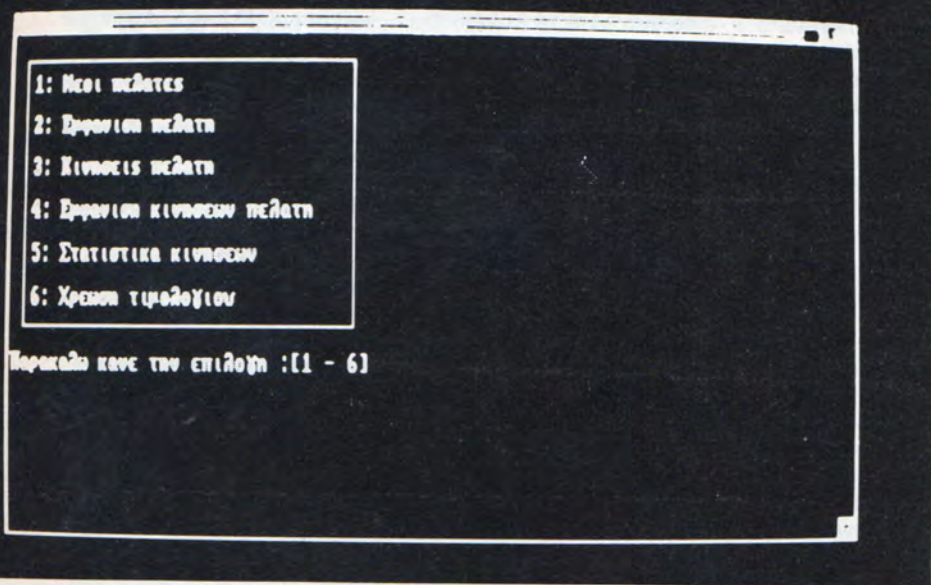 1: Νεοι πελατες
2: Εμφανιση πελατη
3: Κινησεις πελατη
4: Εμφανιση κινησεων πελατη
5: Στατιστικα κινησεων
6: Χρεωση τιμολογιου
Παρακαλω κανε την επιλογη :[1 - 6]